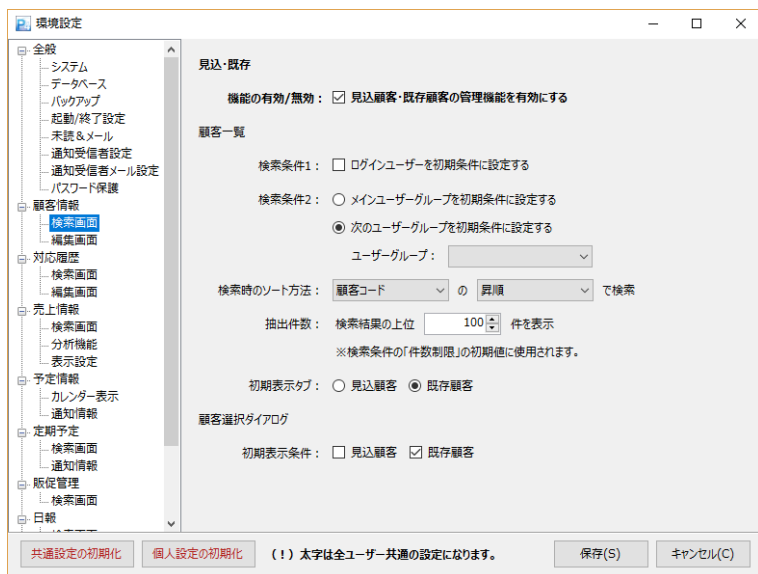 環境設定
全般
システム
データベース
バックアップ
起動/終了設定
未読＆メール
通知受信者設定
通知受信者メール設定
パスワード保護
顧客情報
検索画面
編集画面
対応履歴
検索画面
編集画面
売上情報
検索画面
分析機能
表示設定
予定情報
カレンダー表示
通知情報
定期予定
検索画面
通知情報
販促管理
検索画面
日報
見込・既存
機能の有効/無効： 見込顧客・既存顧客の管理機能を有効にする
顧客一覧
検索条件1： ログインユーザーを初期条件に設定する
検索条件2： メインユーザーグループを初期条件に設定する
次のユーザーグループを初期条件に設定する
ユーザーグループ：
検索時のソート方法： 顧客コード の 昇順 で検索
抽出件数： 検索結果の上位 100 件を表示
※検索条件の「件数制限」の初期値に使用されます。
初期表示タブ： 見込顧客 既存顧客
顧客選択ダイアログ
初期表示条件： 見込顧客 既存顧客
共通設定の初期化 個人設定の初期化 （！）太字は全ユーザー共通の設定になります。 保存(S) キャンセル(C)